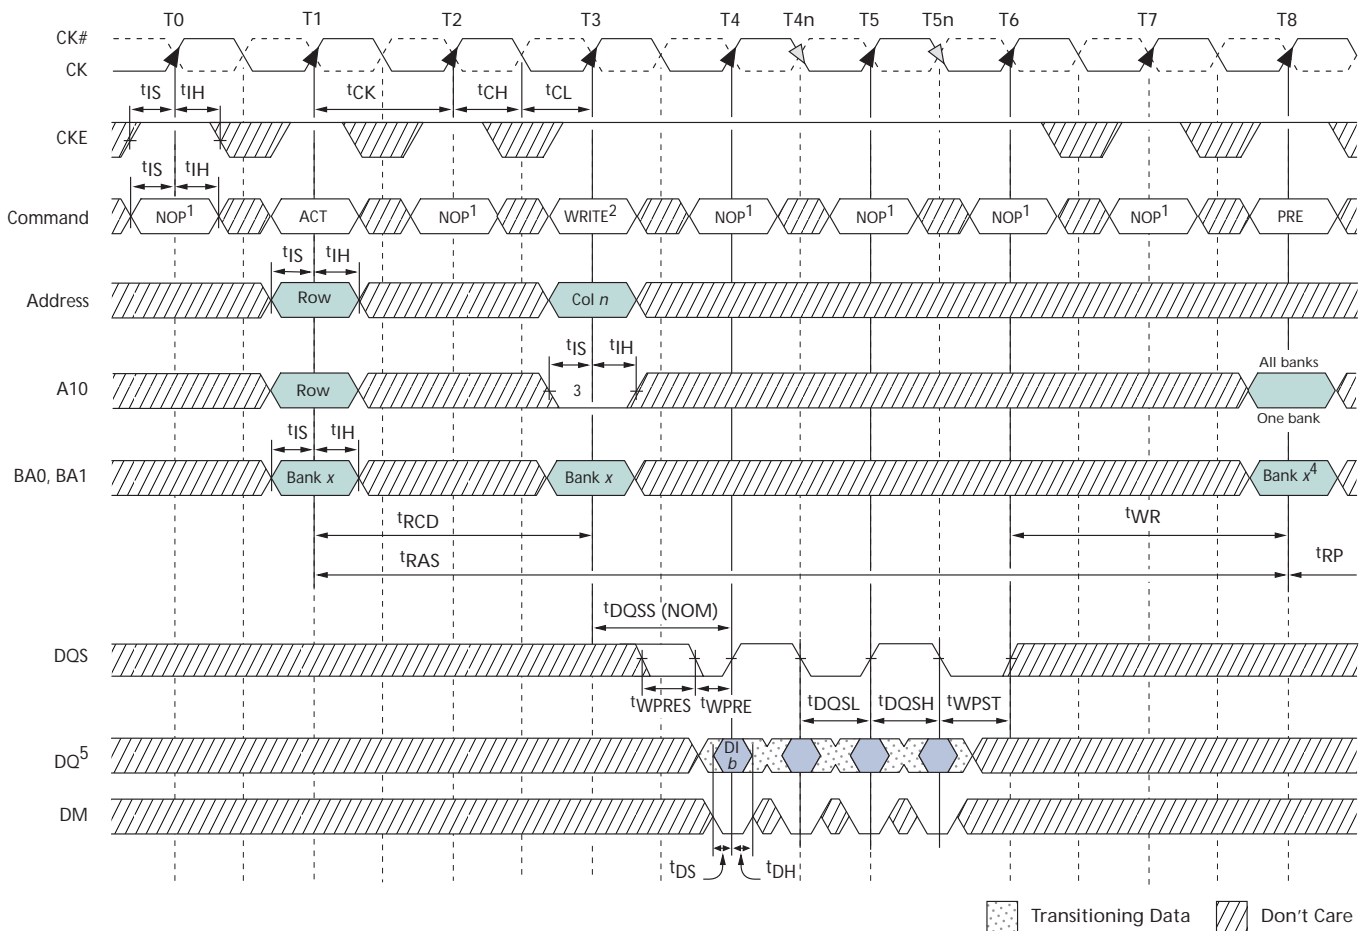 T0 T1 T2 T3 T4 T4n T5 T5n T6 T7 T8
CK#
CK
tIS tIH tCK tCH tCL
CKE
tIS tIH
Command NOP1 ACT NOP1 WRITE2 NOP1 NOP1 NOP1 NOP1 PRE
tIS tIH
Address Row Col n
tIS tIH All banks
A10 Row 3
One bank
tIS tIH
BA0, BA1 Bank x Bank x Bank x4
tRCD tWR
tRAS tRP
tDQSS (NOM)
DQS
tWPRES tWPRE tDQSL tDQSH tWPST
DQ5 DI
b
DM
tDS tDH
Transitioning Data Don't Care